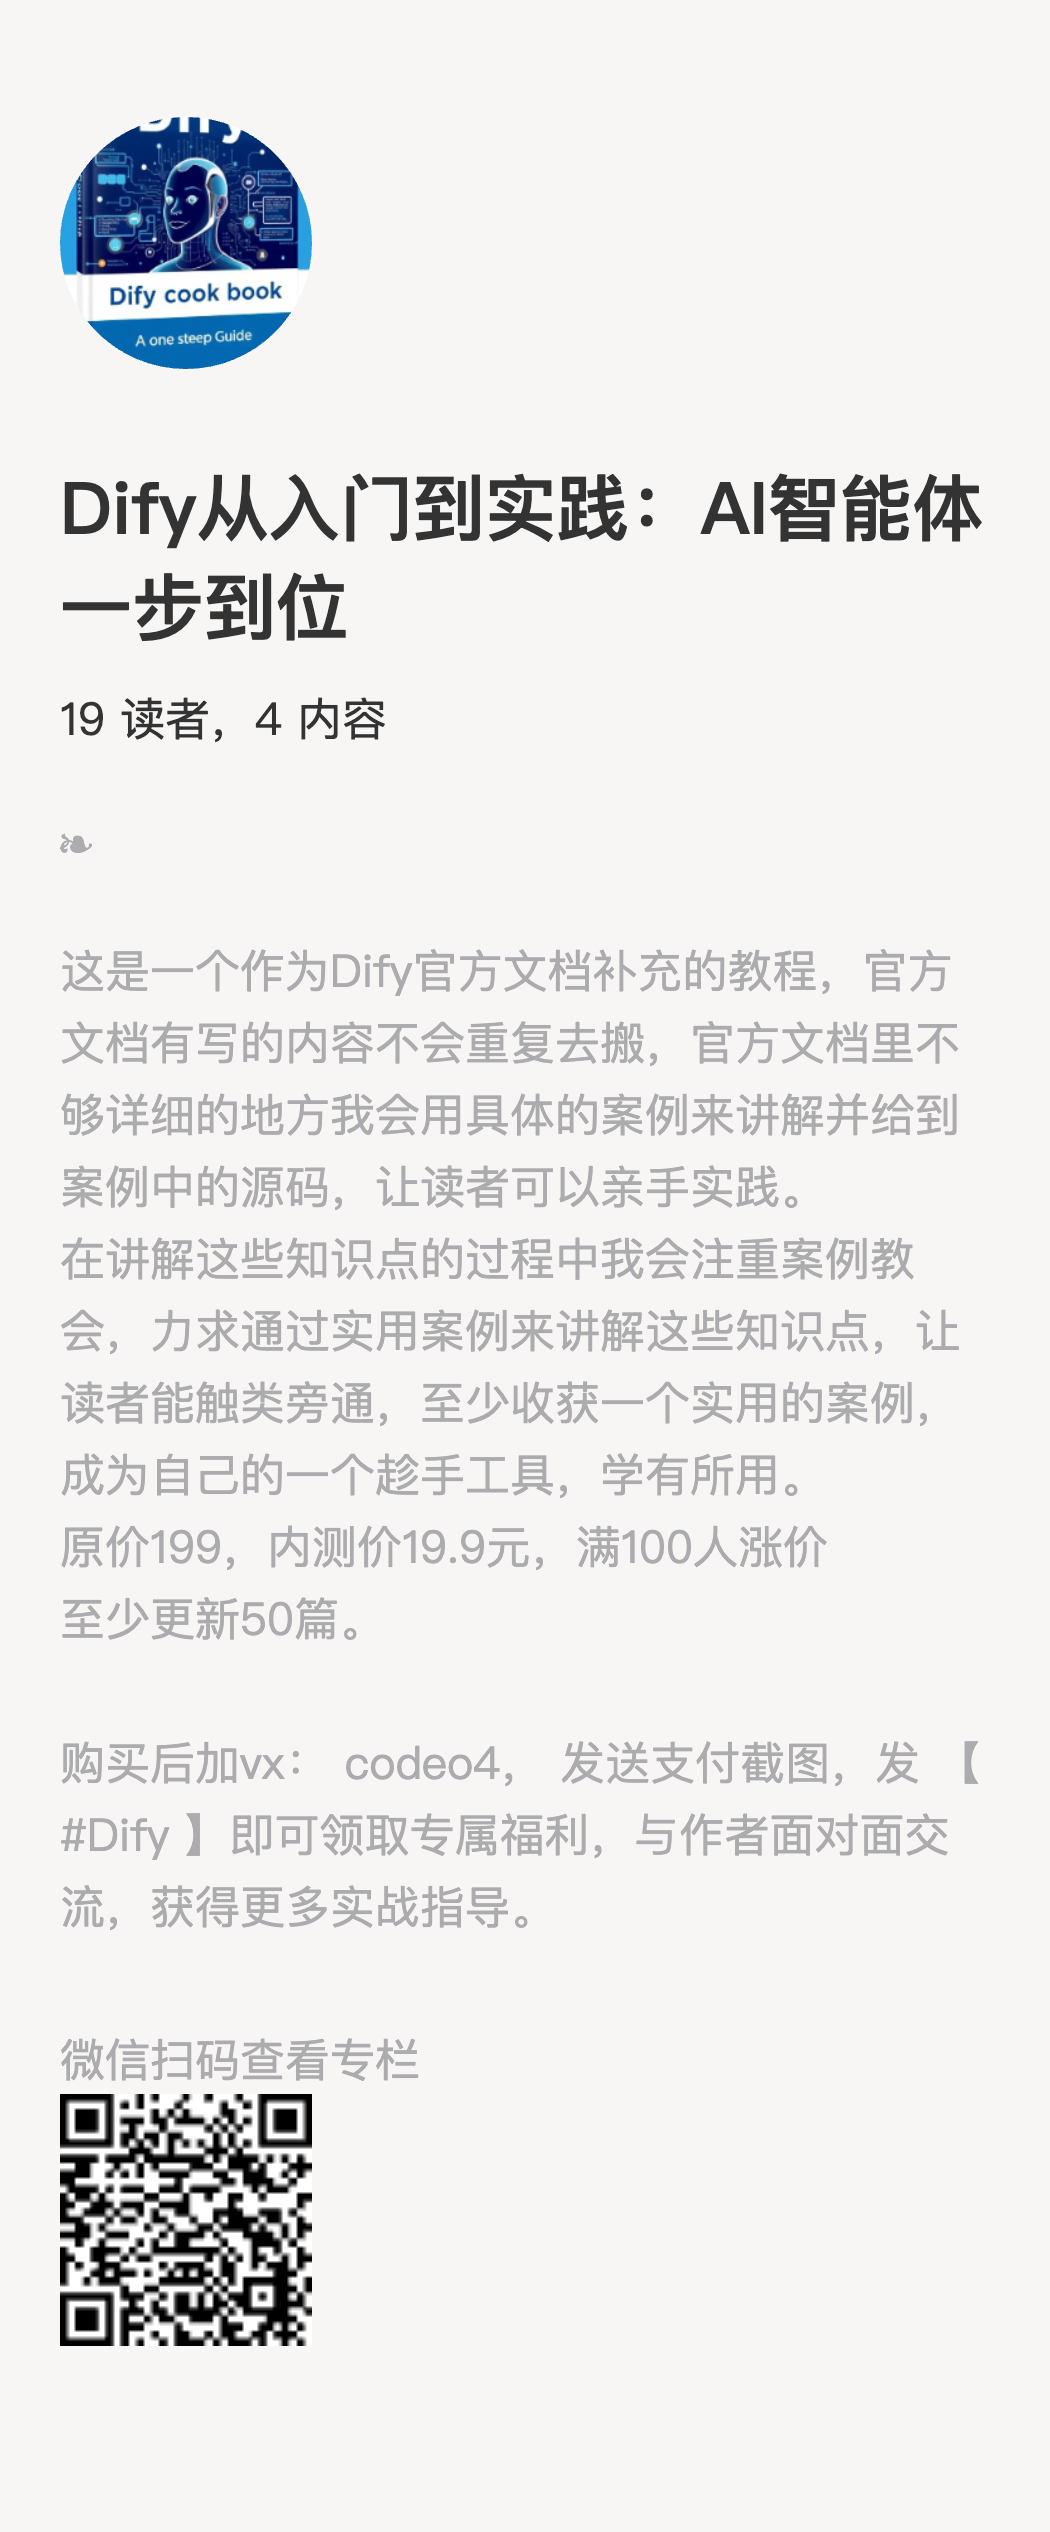 Dify
Dify cook book
A one steep Guide
Dify从入门到实践：AI智能体
一步到位
19 读者，4 内容
这是一个作为Dify官方文档补充的教程，官方
文档有写的内容不会重复去搬，官方文档里不
够详细的地方我会用具体的案例来讲解并给到
案例中的源码，让读者可以亲手实践。
在讲解这些知识点的过程中我会注重案例教
会，力求通过实用案例来讲解这些知识点，让
读者能触类旁通，至少收获一个实用的案例，
成为自己的一个趁手工具，学有所用。
原价199，内测价19.9元，满100人涨价
至少更新50篇。
购买后加vx： codeo4， 发送支付截图，发 【
#Dify 】即可领取专属福利，与作者面对面交
流，获得更多实战指导。
微信扫码查看专栏